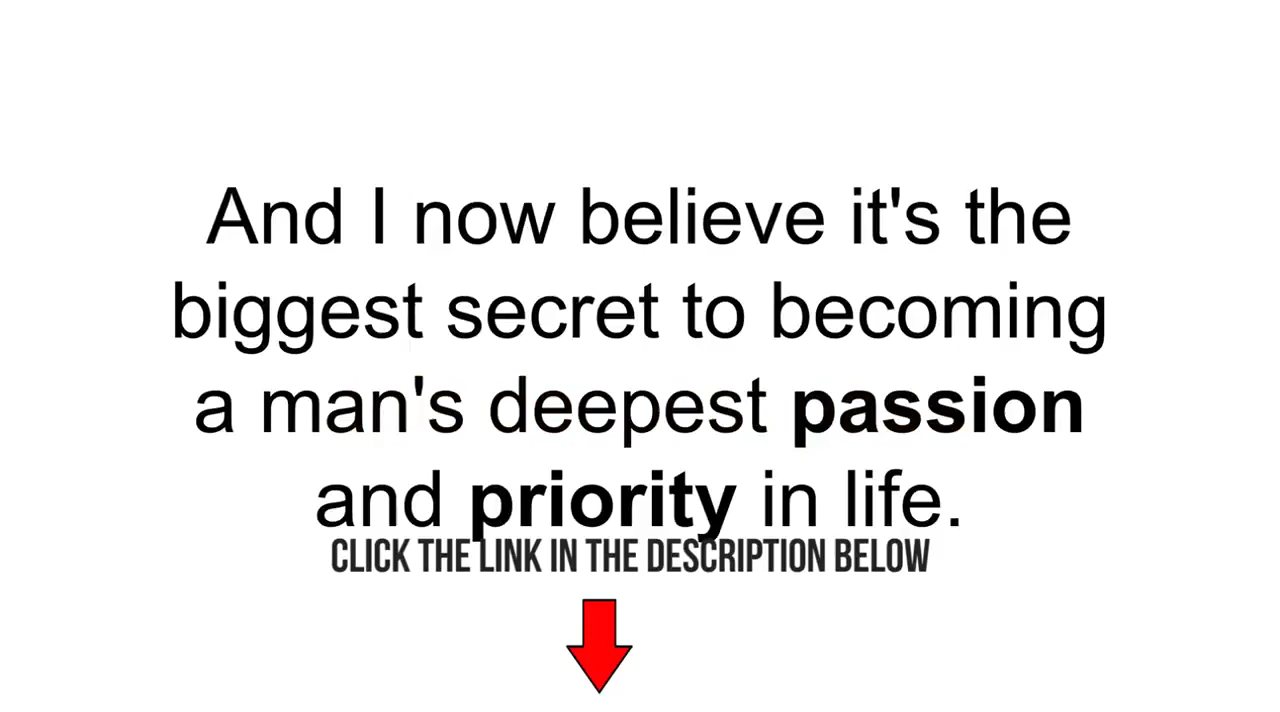 And I now believe it's the
biggest secret to becoming
a man's deepest passion
and priority in life.
CLICK THE LINK IN THE DESCRIPTION BELOW